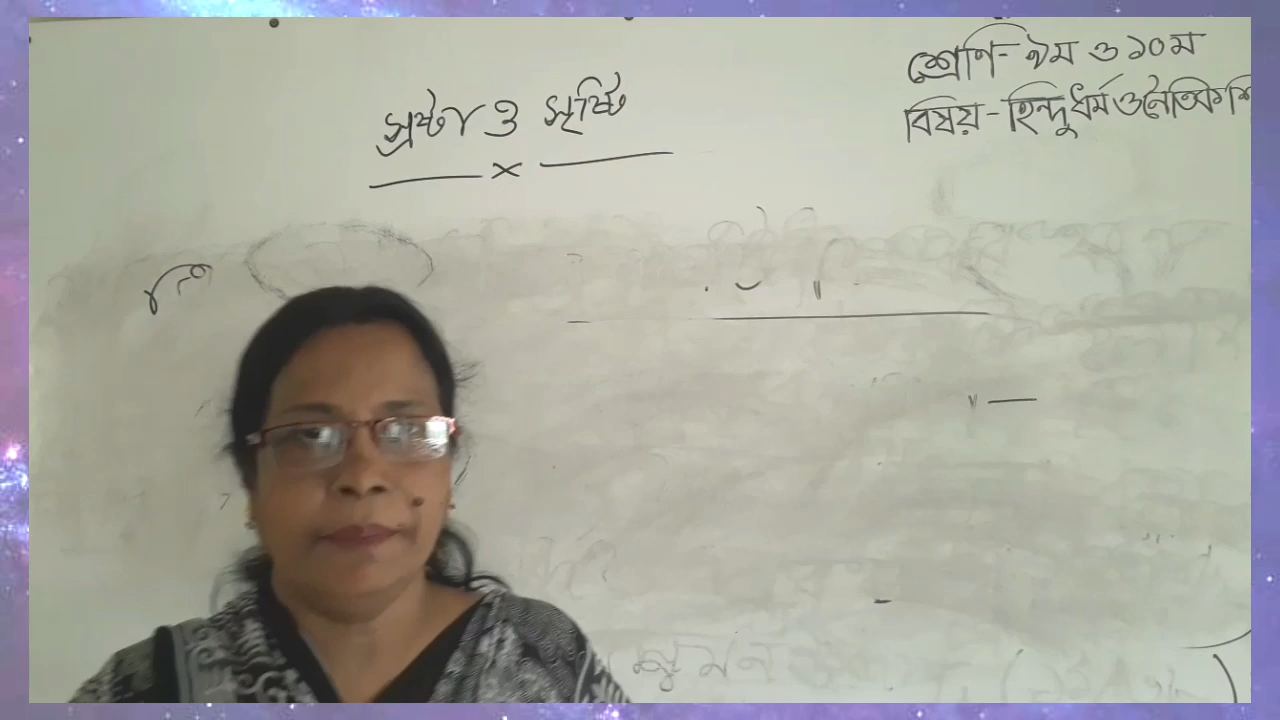 শ্রেণি- ৯ম ও ১০ম
স্রষ্টা ও সৃষ্টি
বিষয়-হিন্দুধর্ম ও নৈতিক শি